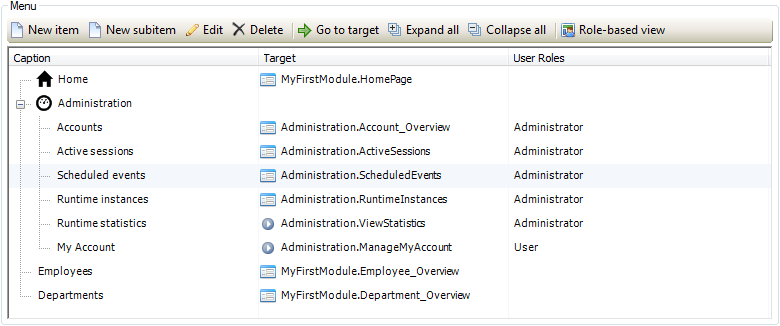 Menu
New item New subitem Edit Delete Go to target Expand all Collapse all Role-based view
Caption Target User Roles
Home MyFirstModule.HomePage
Administration
Accounts Administration.Account_Overview Administrator
Active sessions Administration.ActiveSessions Administrator
Scheduled events Administration.ScheduledEvents Administrator
Runtime instances Administration.RuntimeInstances Administrator
Runtime statistics Administration.ViewStatistics Administrator
My Account Administration.ManageMyAccount User
Employees MyFirstModule.Employee_Overview
Departments MyFirstModule.Department_Overview